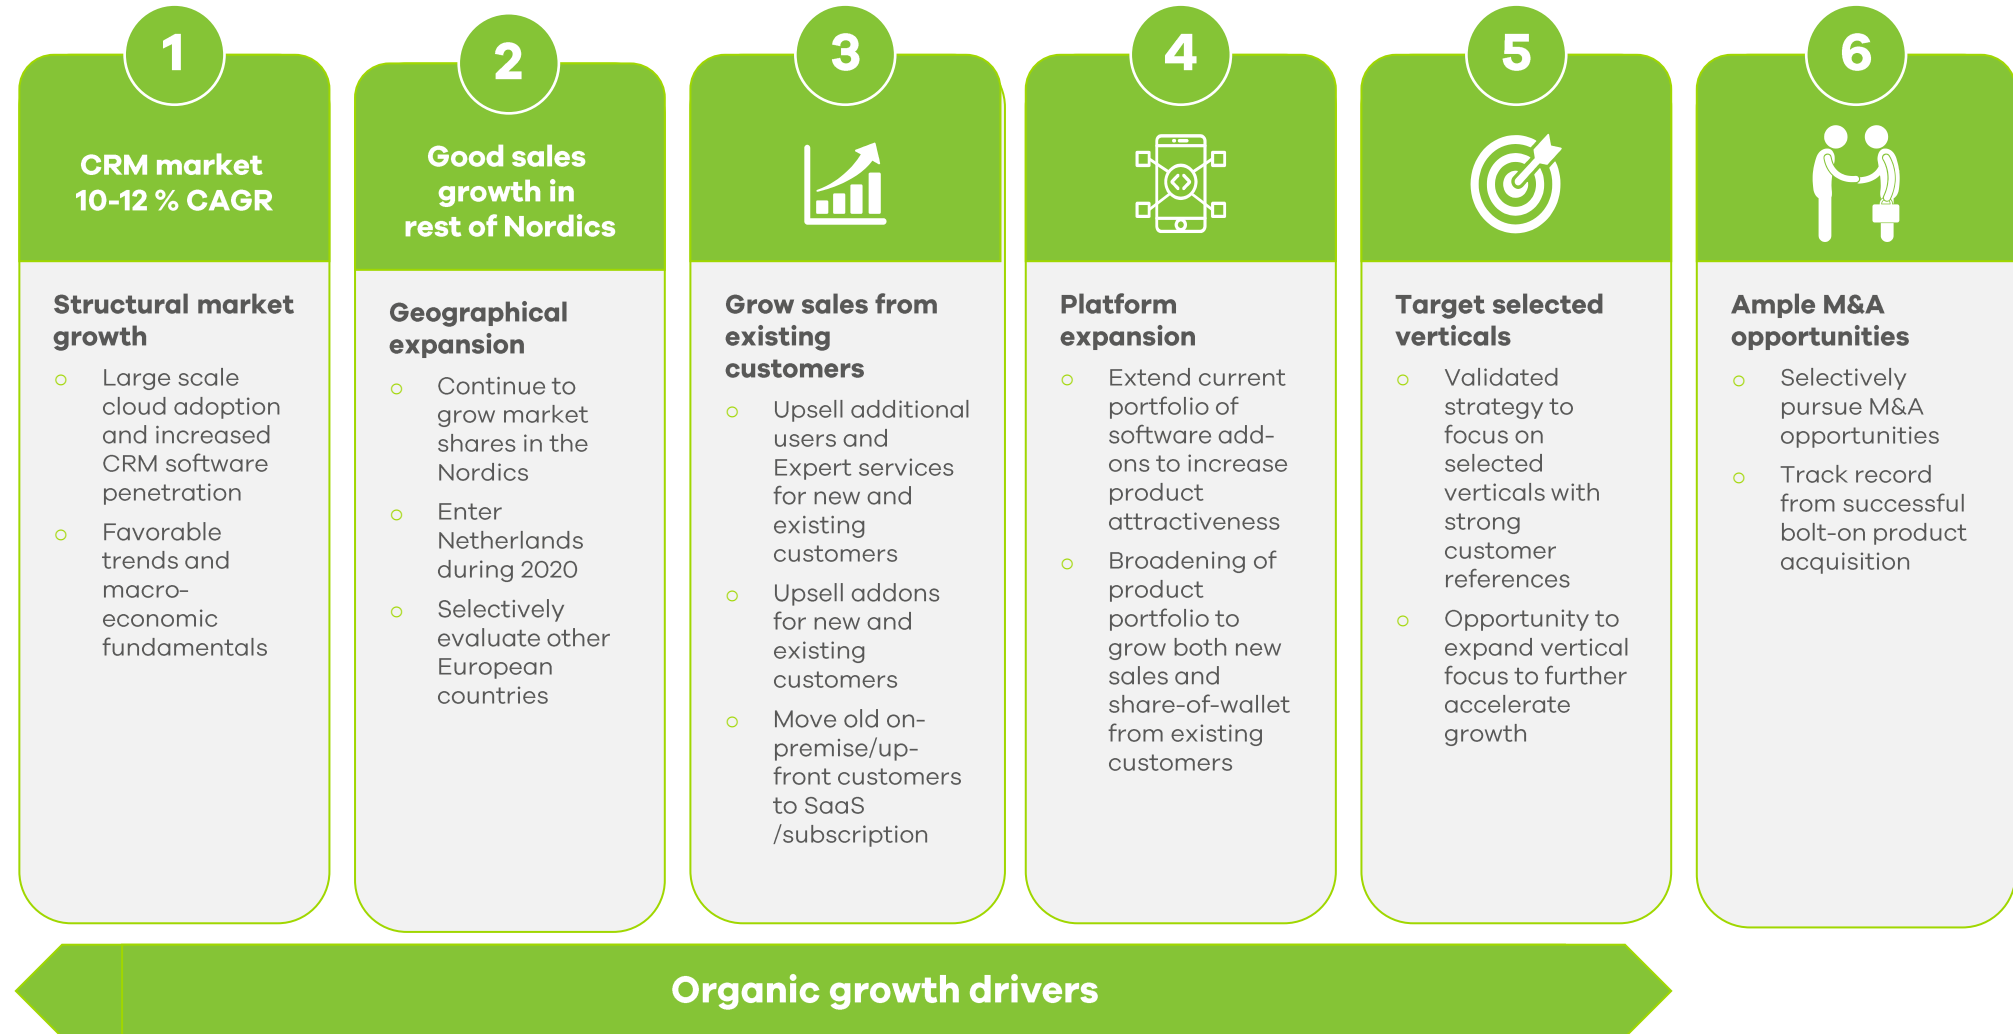 1
CRM market
10-12 % CAGR
Structural market
growth
Large scale
cloud adoption
and increased
CRM software
penetration
Favorable
trends and
macro-
economic
fundamentals
2
Good sales
growth in
rest of Nordics
Geographical
expansion
Continue to
grow market
shares in the
Nordics
Enter
Netherlands
during 2020
Selectively
evaluate other
European
countries
3
Grow sales from
existing
customers
Upsell additional
users and
Expert services
for new and
existing
customers
Upsell addons
for new and
existing
customers
Move old on-
premise/up-
front customers
to SaaS
/subscription
4
Platform
expansion
Extend current
portfolio of
software add-
ons to increase
product
attractiveness
Broadening of
product
portfolio to
grow both new
sales and
share-of-wallet
from existing
customers
5
Target selected
verticals
Validated
strategy to
focus on
selected
verticals with
strong
customer
references
Opportunity to
expand vertical
focus to further
accelerate
growth
6
Ample M&A
opportunities
Selectively
pursue M&A
opportunities
Track record
from successful
bolt-on product
acquisition
Organic growth drivers